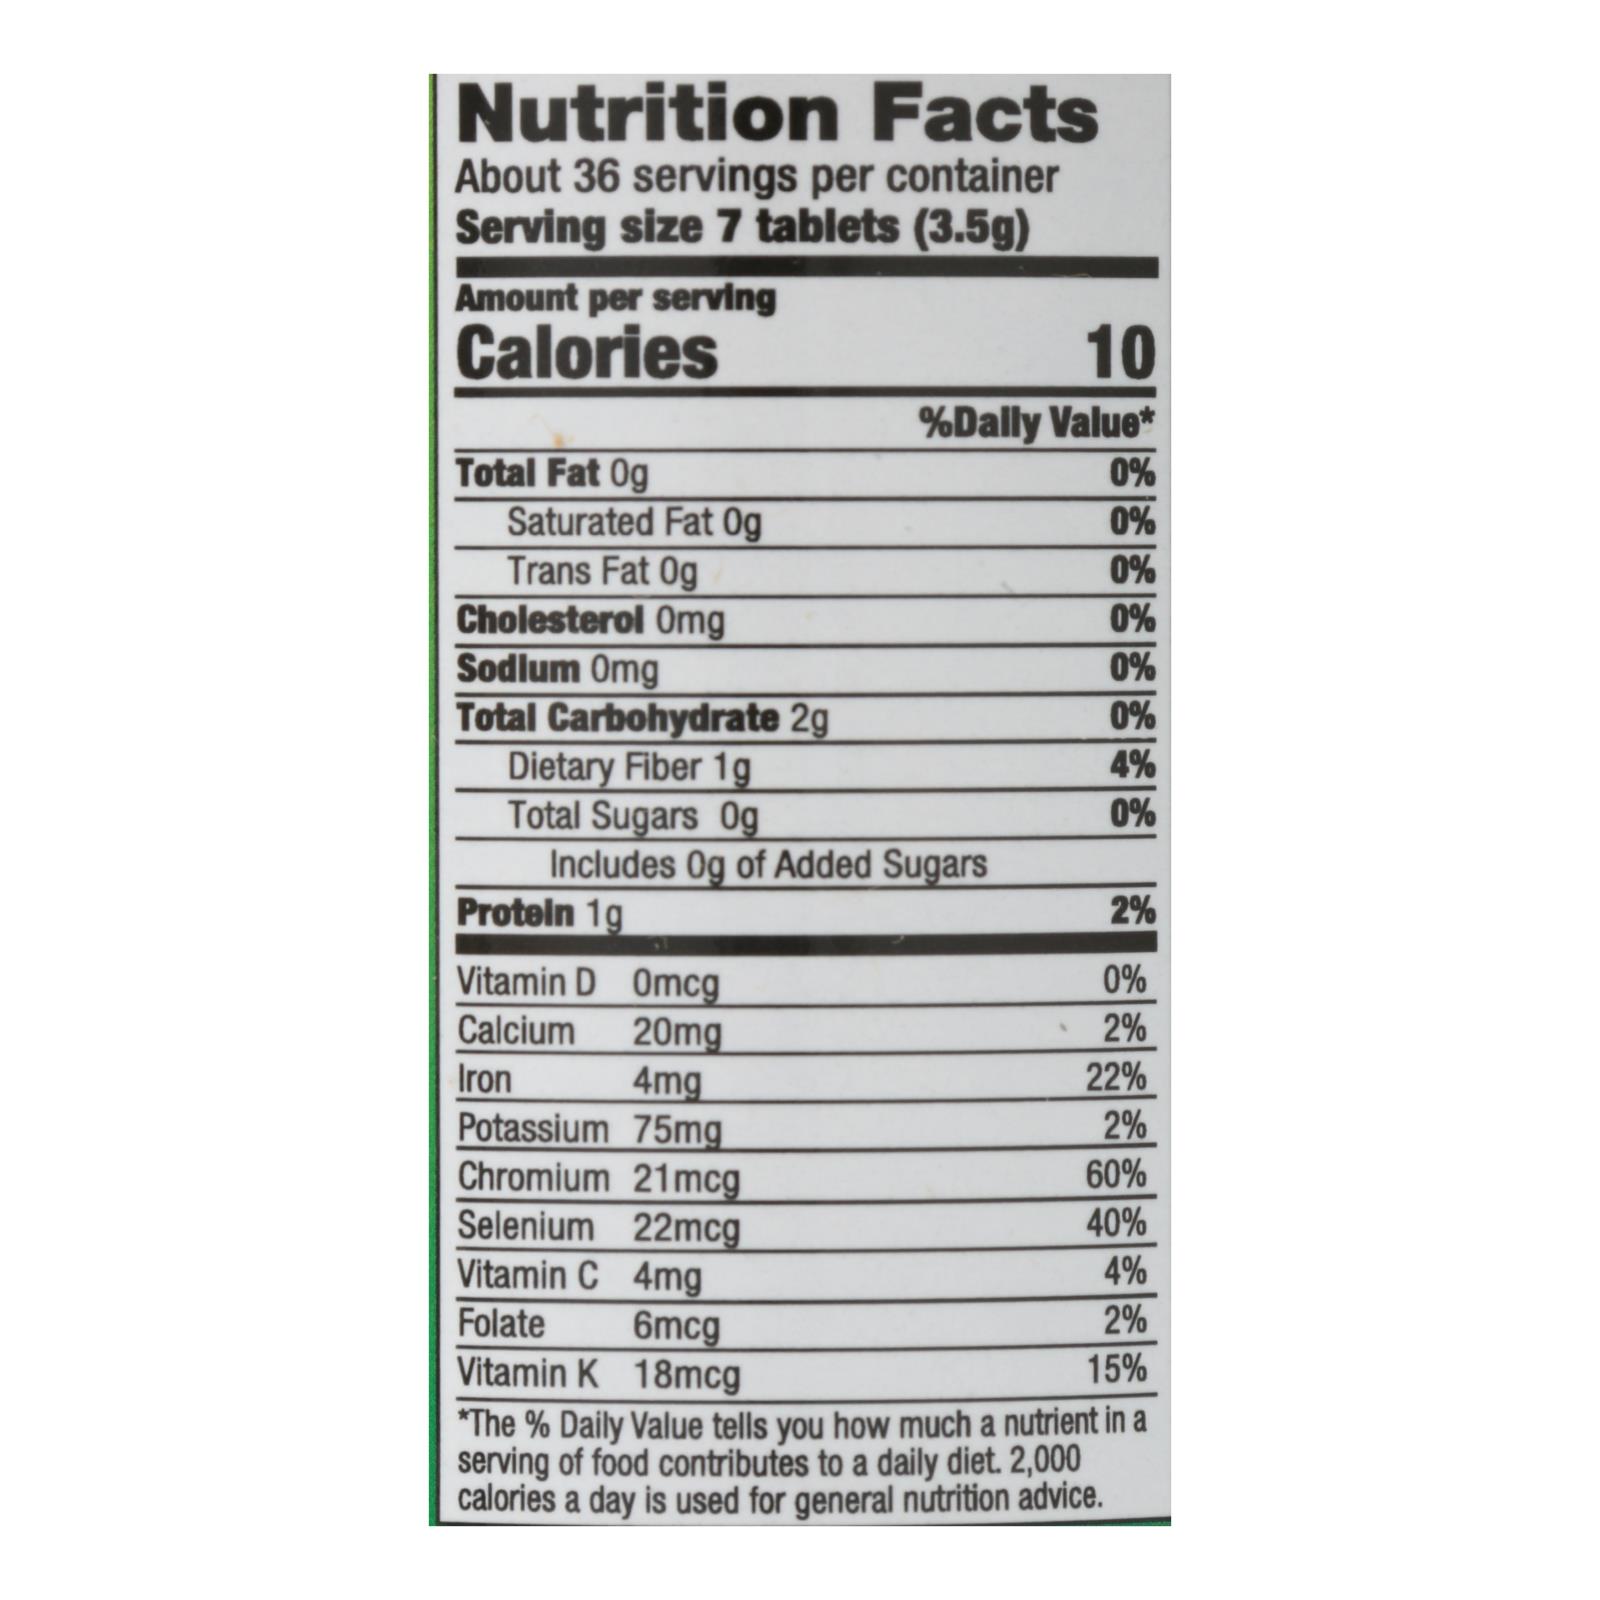 Nutrition Facts
About 36 servings per container
Serving size 7 tablets (3.5g)
Amount per serving
Calories 10
%Daily Value*
Total Fat 0g 0%
Saturated Fat 0g 0%
Trans Fat 0g 0%
Cholesterol 0mg 0%
Sodium 0mg 0%
Total Carbohydrate 2g 0%
Dietary Fiber 1g 4%
Total Sugars 0g 0%
Includes 0g of Added Sugars
Protein 1g 2%
Vitamin D 0mcg 0%
Calcium 20mg 2%
Iron 4mg 22%
Potassium 75mg 2%
Chromium 21mcg 60%
Selenium 22mcg 40%
Vitamin C 4mg 4%
Folate 6mcg 2%
Vitamin K 18mcg 15%
*The % Daily Value tells you how much a nutrient in a
serving of food contributes to a daily diet. 2,000
calories a day is used for general nutrition advice.